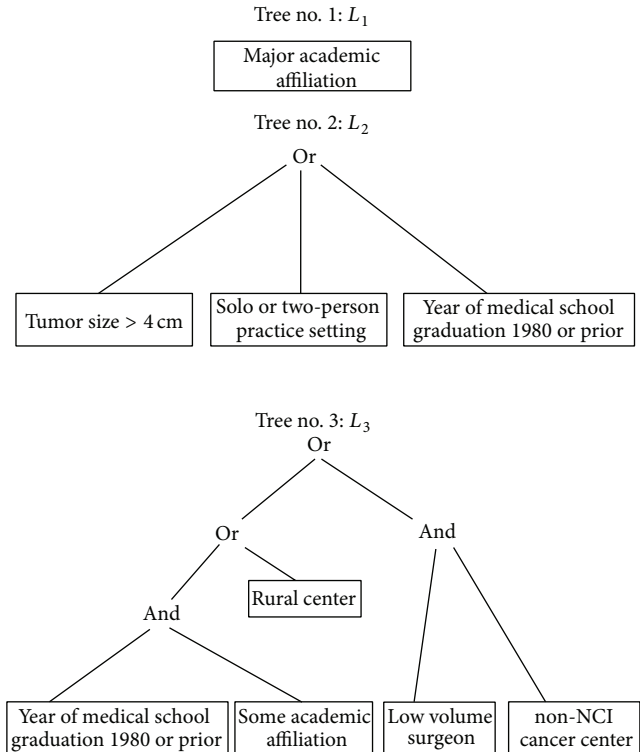 Tree no. 1: L1
Major academic
affiliation
Tree no. 2: L2
Or
Tumor size > 4 cm
Solo or two-person
practice setting
Year of medical school
graduation 1980 or prior
Tree no. 3: L3
Or
Or
And
Rural center
And
Year of medical school
graduation 1980 or prior
Some academic
affiliation
Low volume
surgeon
non-NCI
cancer center